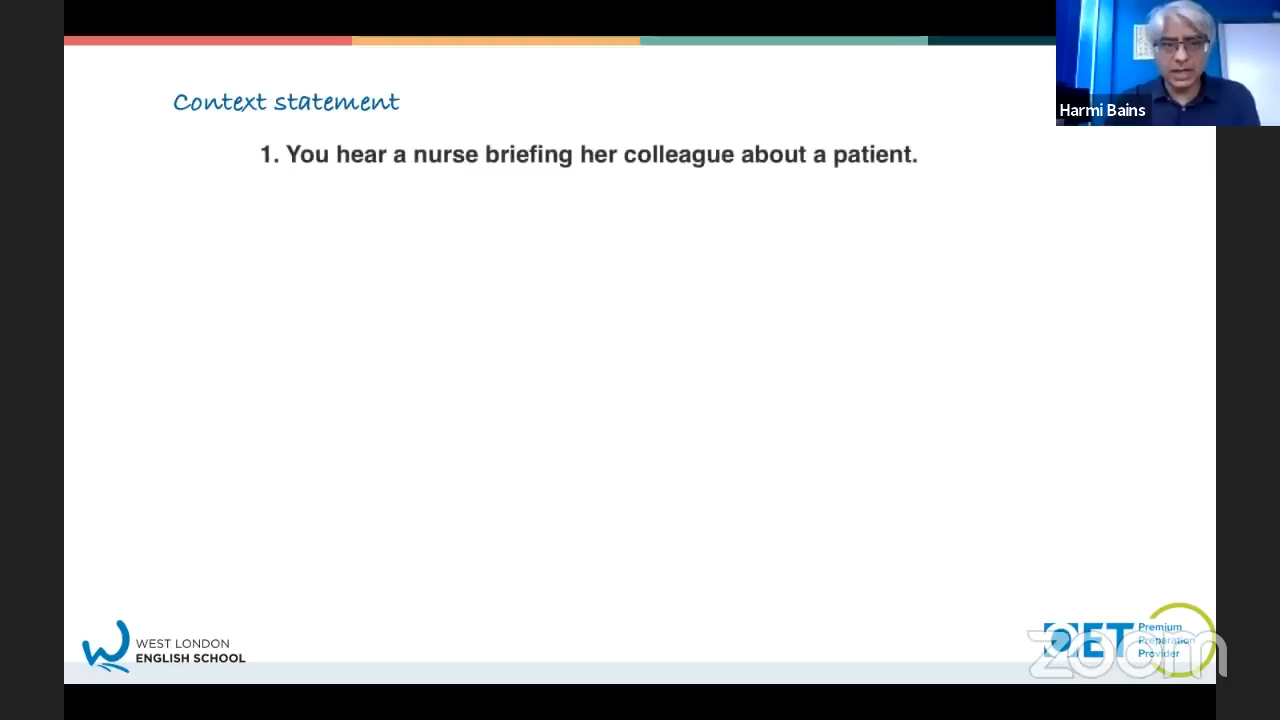 Harmi Bains
Context statement
1. You hear a nurse briefing her colleague about a patient.
WEST LONDON
ENGLISH SCHOOL
OET
Premium
Preparation
Provider
zoom